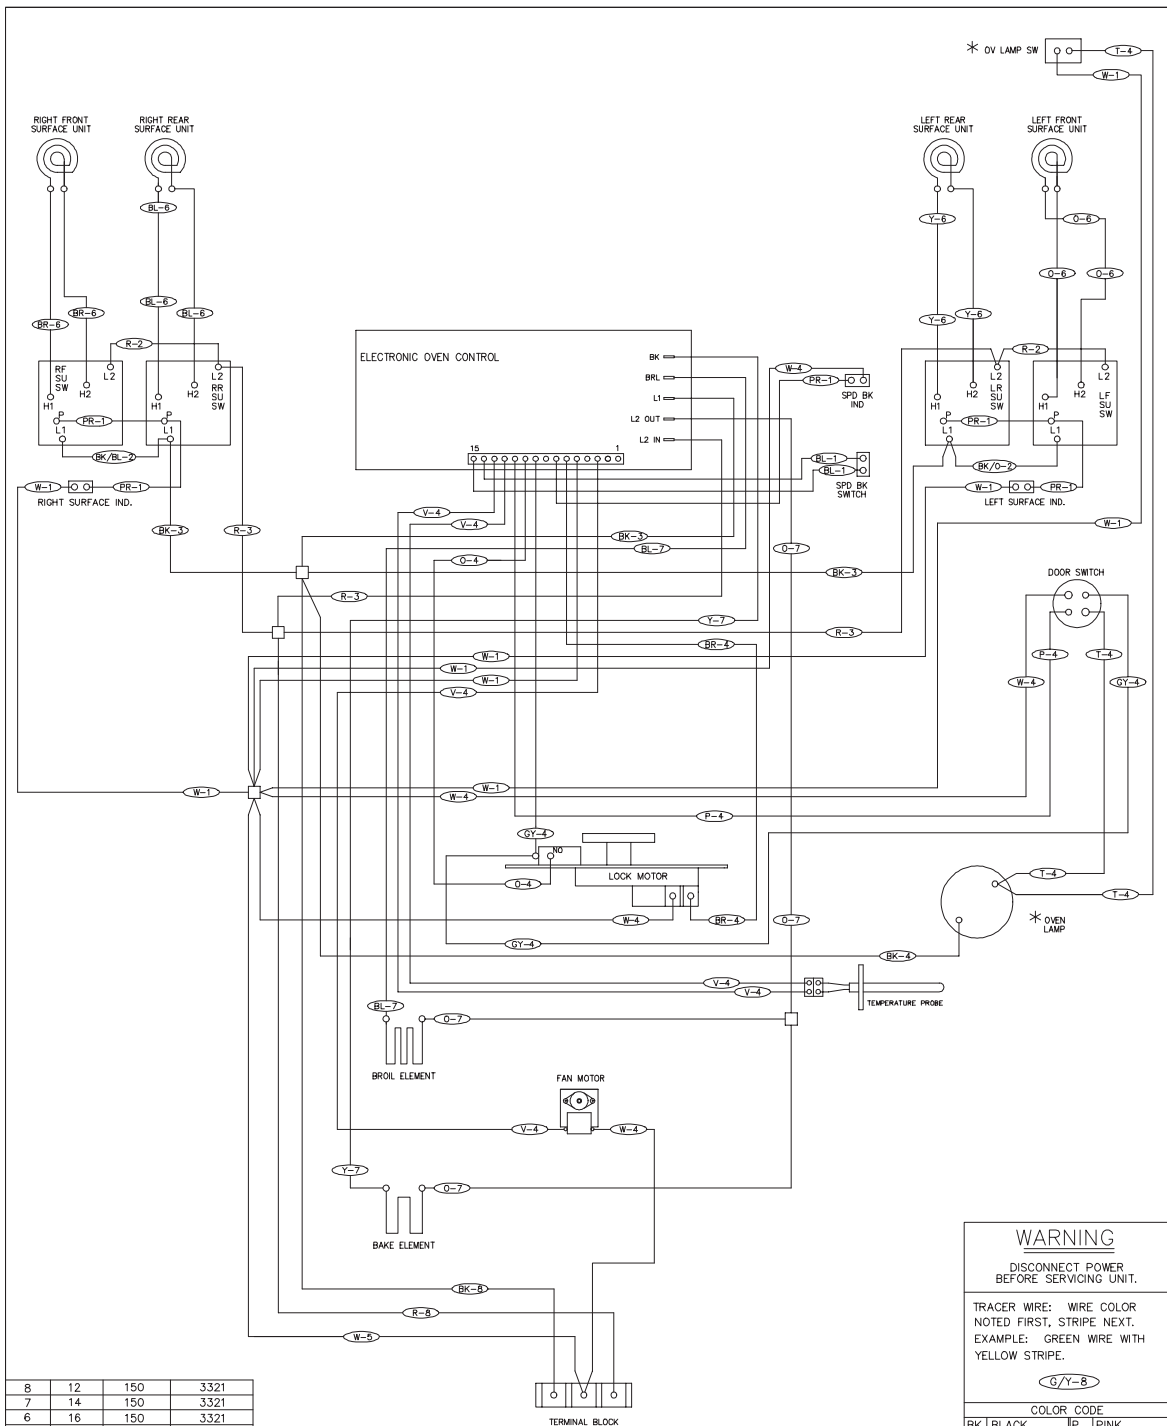 * OV LAMP SW
T-4
W-1
RIGHT FRONT
SURFACE UNIT
RIGHT REAR
SURFACE UNIT
LEFT REAR
SURFACE UNIT
LEFT FRONT
SURFACE UNIT
BL-6
Y-6
O-6
BL-6
O-6
O-6
BR-6
BL-6
Y-6
Y-6
BR-6
R-2
R-2
ELECTRONIC OVEN CONTROL
BK
BRL
L1
L2 OUT
L2 IN
15
1
RF
SU
SW
L2
H1
H2
P
L1
PR-1
RR
SU
SW
L2
H1
H2
P
L1
BK/BL-2
W-4
PR-1
SPD BK
IND
BL-1
BL-1
SPD BK
SWITCH
LR
SU
SW
L2
H1
H2
P
L1
PR-1
LF
SU
SW
L2
H1
H2
P
L1
BK/O-2
W-1
PR-1
RIGHT SURFACE IND.
W-1
PR-1
LEFT SURFACE IND.
V-4
V-4
W-1
BK-3
R-3
BK-3
BL-7
O-7
O-4
BK-3
DOOR SWITCH
R-3
Y-7
R-3
BR-4
W-1
W-1
W-1
V-4
P-4
T-4
W-4
GY-4
W-1
W-1
W-4
P-4
GY-4
NO
LOCK MOTOR
O-4
T-4
T-4
W-4
BR-4
O-7
* OVEN
LAMP
GY-4
BK-4
V-4
V-4
TEMPERATURE PROBE
BL-7
O-7
BROIL ELEMENT
FAN MOTOR
V-4
W-4
Y-7
O-7
BAKE ELEMENT
BK-8
R-8
W-5
TERMINAL BLOCK
WARNING
DISCONNECT POWER
BEFORE SERVICING UNIT.
TRACER WIRE: WIRE COLOR
NOTED FIRST, STRIPE NEXT.
EXAMPLE: GREEN WIRE WITH
YELLOW STRIPE.
G/Y-8
COLOR CODE
BK BLACK P PINK
8 12 150 3321
7 14 150 3321
6 16 150 3321